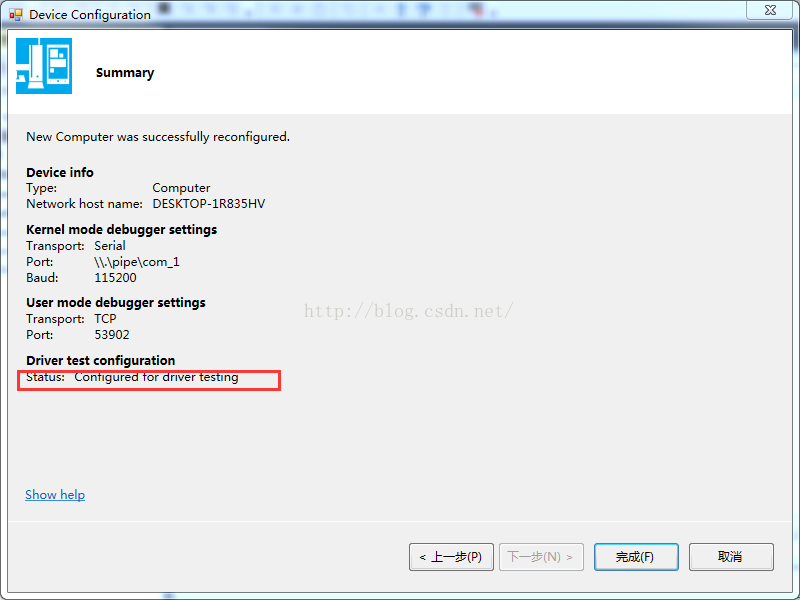 Device Configuration
Summary
New Computer was successfully reconfigured.
Device info
Type: Computer
Network host name: DESKTOP-1R835HV
Kernel mode debugger settings
Transport: Serial
Port: \\.\pipe\com_1
Baud: 115200
User mode debugger settings
Transport: TCP
Port: 53902
http://blog.csdn.net/
Driver test configuration
Status: Configured for driver testing
Show help
< 上一步(P) 下一步(N) > 完成(F) 取消